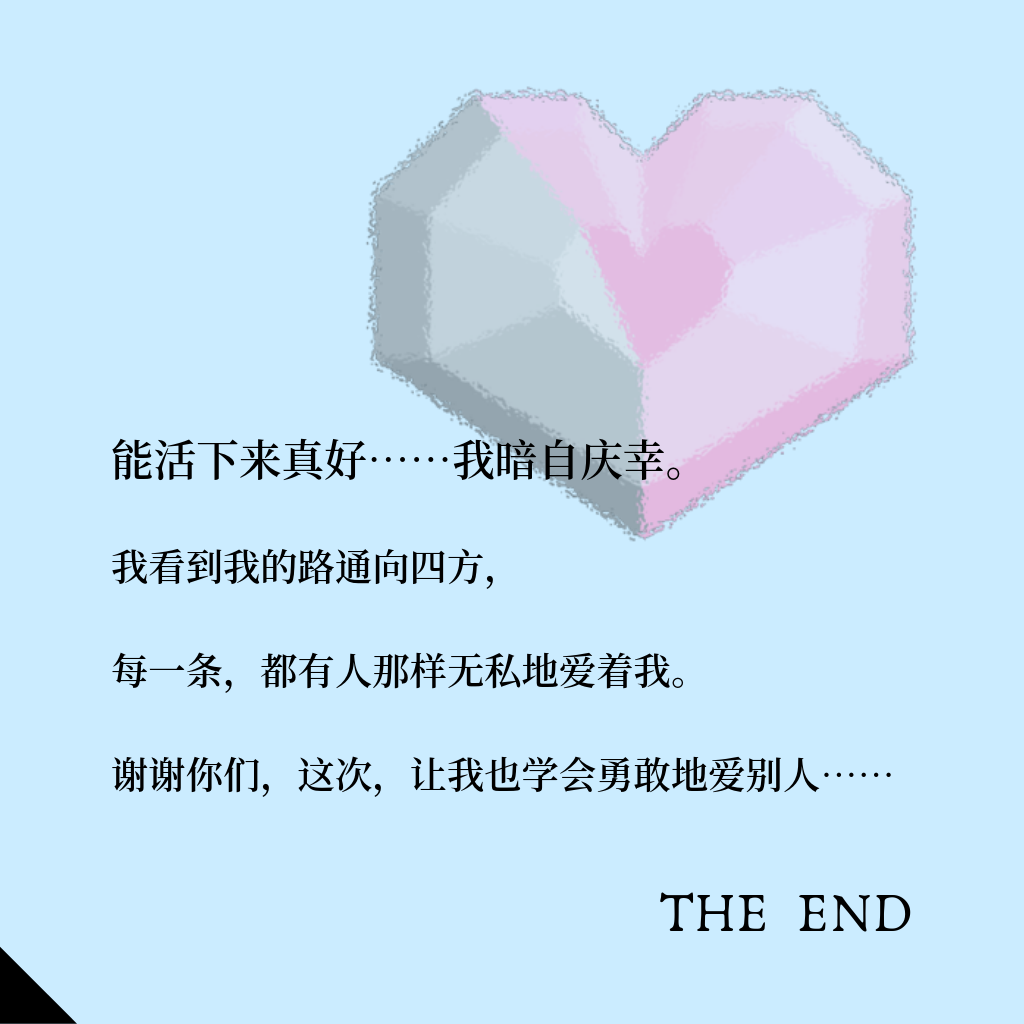 能活下来真好……我暗自庆幸。
我看到我的路通向四方，
每一条，都有人那样无私地爱着我。
谢谢你们，这次，让我也学会勇敢地爱别人……
THE END